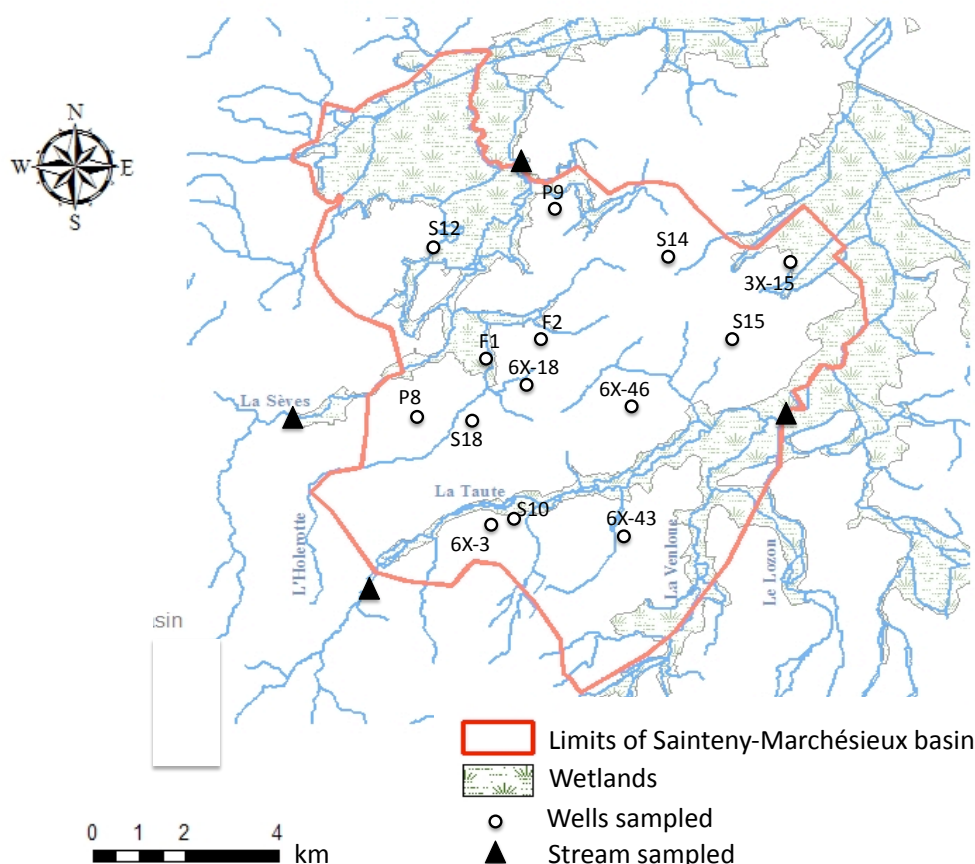 N
W E
S
P9
S12
S14
3X-15
F2
S15
F1
6X-18
La Sèves
P8
6X-46
S18
La Taute
S10
6X-3
6X-43
L'Holerotte
La Venloue
Le Lozon
asin
Limits of Sainteny-Marchésieux basin
Wetlands
Wells sampled
Stream sampled
0 1 2 4
km